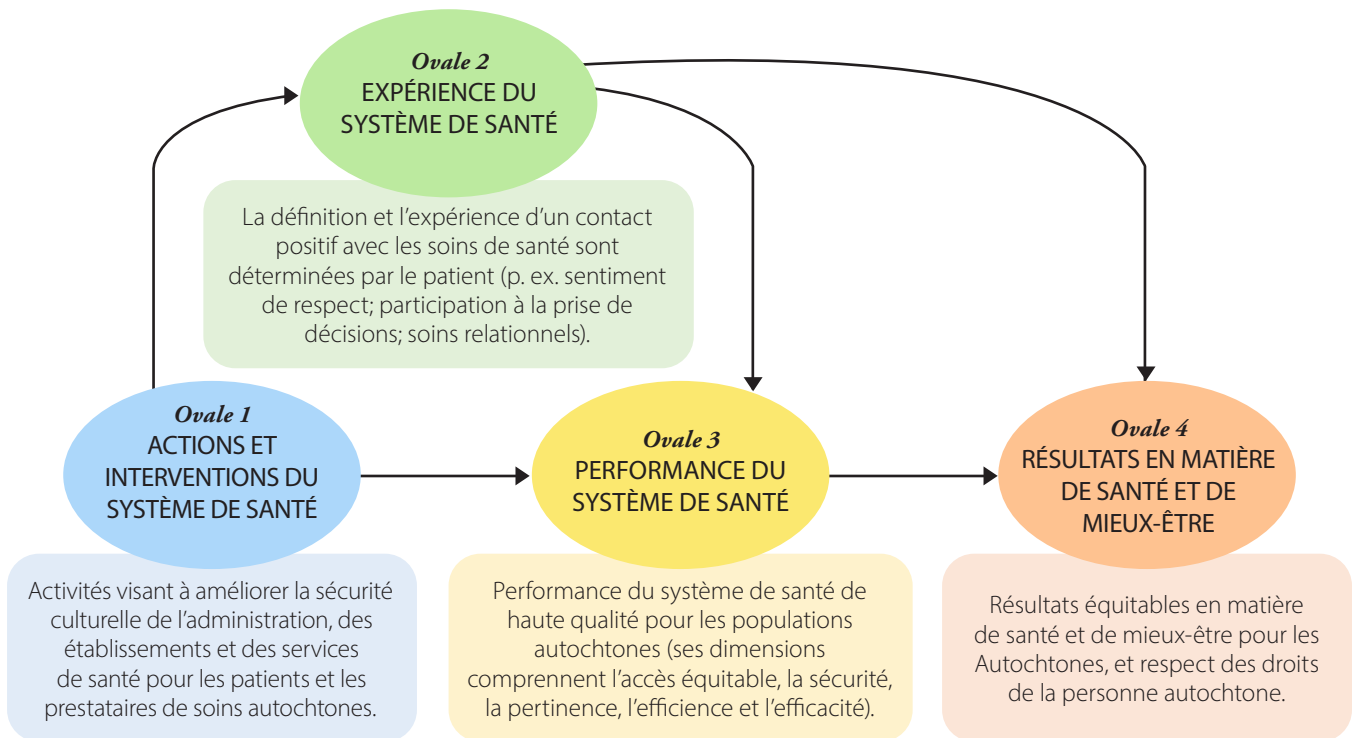 Ovale 2
EXPÉRIENCE DU
SYSTÈME DE SANTÉ
La définition et l’expérience d’un contact
positif avec les soins de santé sont
déterminées par le patient (p. ex. sentiment
de respect; participation à la prise de
décisions; soins relationnels).
Ovale 1
ACTIONS ET
INTERVENTIONS DU
SYSTÈME DE SANTÉ
Activités visant à améliorer la sécurité
culturelle de l’administration, des
établissements et des services
de santé pour les patients et les
prestataires de soins autochtones.
Ovale 3
PERFORMANCE DU
SYSTÈME DE SANTÉ
Performance du système de santé de
haute qualité pour les populations
autochtones (ses dimensions
comprennent l’accès équitable, la sécurité,
la pertinence, l’efficience et l’efficacité).
Ovale 4
RÉSULTATS EN MATIÈRE
DE SANTÉ ET DE
MIEUX-ÊTRE
Résultats équitables en matière
de santé et de mieux-être pour les
Autochtones, et respect des droits
de la personne autochtone.